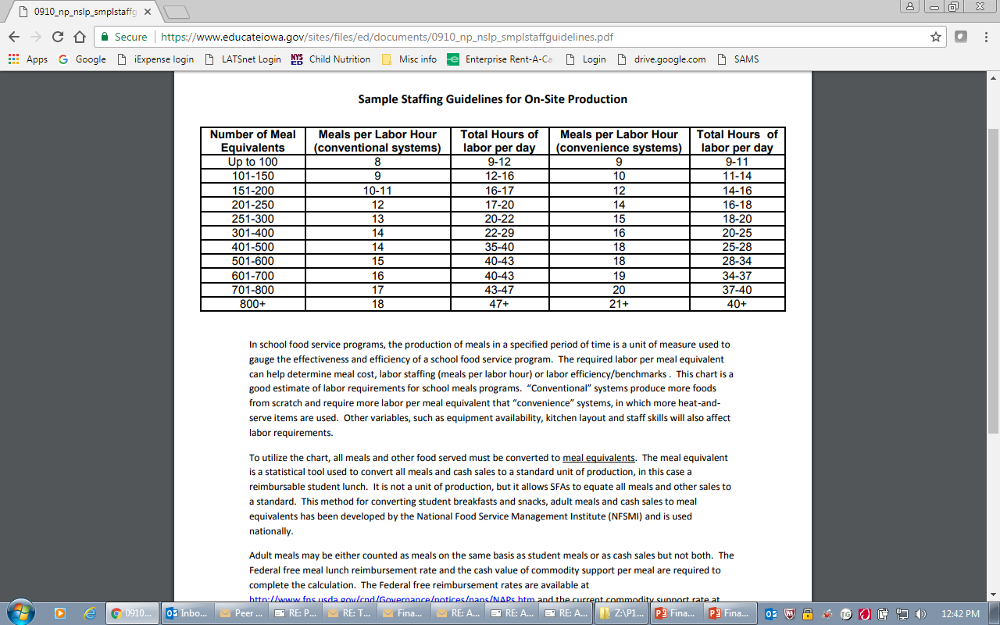 0910_np_nslp_smplstaffg
Secure https://www.educateiowa.gov/sites/files/ed/documents/0910_np_nslp_smplstaffguidelines.pdf
Apps Google iExpense login LATSnet Login NYS ED Child Nutrition Misc info Enterprise Rent-A-Ca Login drive.google.com SAMS
Sample Staffing Guidelines for On-Site Production
Number of Meal Meals per Labor Hour Total Hours of Meals per Labor Hour Total Hours of
Equivalents (conventional systems) labor per day (convenience systems) labor per day
Up to 100 8 9-12 9 9-11
101-150 9 12-16 10 11-14
151-200 10-11 16-17 12 14-16
201-250 12 17-20 14 16-18
251-300 13 20-22 15 18-20
301-400 14 22-29 16 20-25
401-500 14 35-40 18 25-28
501-600 15 40-43 18 28-34
601-700 16 40-43 19 34-37
701-800 17 43-47 20 37-40
800+ 18 47+ 21+ 40+
In school food service programs, the production of meals in a specified period of time is a unit of measure used to
gauge the effectiveness and efficiency of a school food service program. The required labor per meal equivalent
can help determine meal cost, labor staffing (meals per labor hour) or labor efficiency/benchmarks . This chart is a
good estimate of labor requirements for school meals programs. “Conventional” systems produce more foods
from scratch and require more labor per meal equivalent that “convenience” systems, in which more heat-and-
serve items are used. Other variables, such as equipment availability, kitchen layout and staff skills will also affect
labor requirements.
To utilize the chart, all meals and other food served must be converted to meal equivalents. The meal equivalent
is a statistical tool used to convert all meals and cash sales to a standard unit of production, in this case a
reimbursable student lunch. It is not a unit of production, but it allows SFAs to equate all meals and other sales to
a standard. This method for converting student breakfasts and snacks, adult meals and cash sales to meal
equivalents has been developed by the National Food Service Management Institute (NFSMI) and is used
nationally.
Adult meals may be either counted as meals on the same basis as student meals or as cash sales but not both. The
Federal free meal lunch reimbursement rate and the cash value of commodity support per meal are required to
complete the calculation. The Federal free reimbursement rates are available at
http://www.fns.usda.gov/cnd/Governance/notices/naps/NAPs.htm and the current commodity support rate at
0910... Inbo... Peer ... RE: P... RE: T... Fina... RE: A... RE: A... RE: A... Z:\P1... Fina... Fina... 12:42 PM